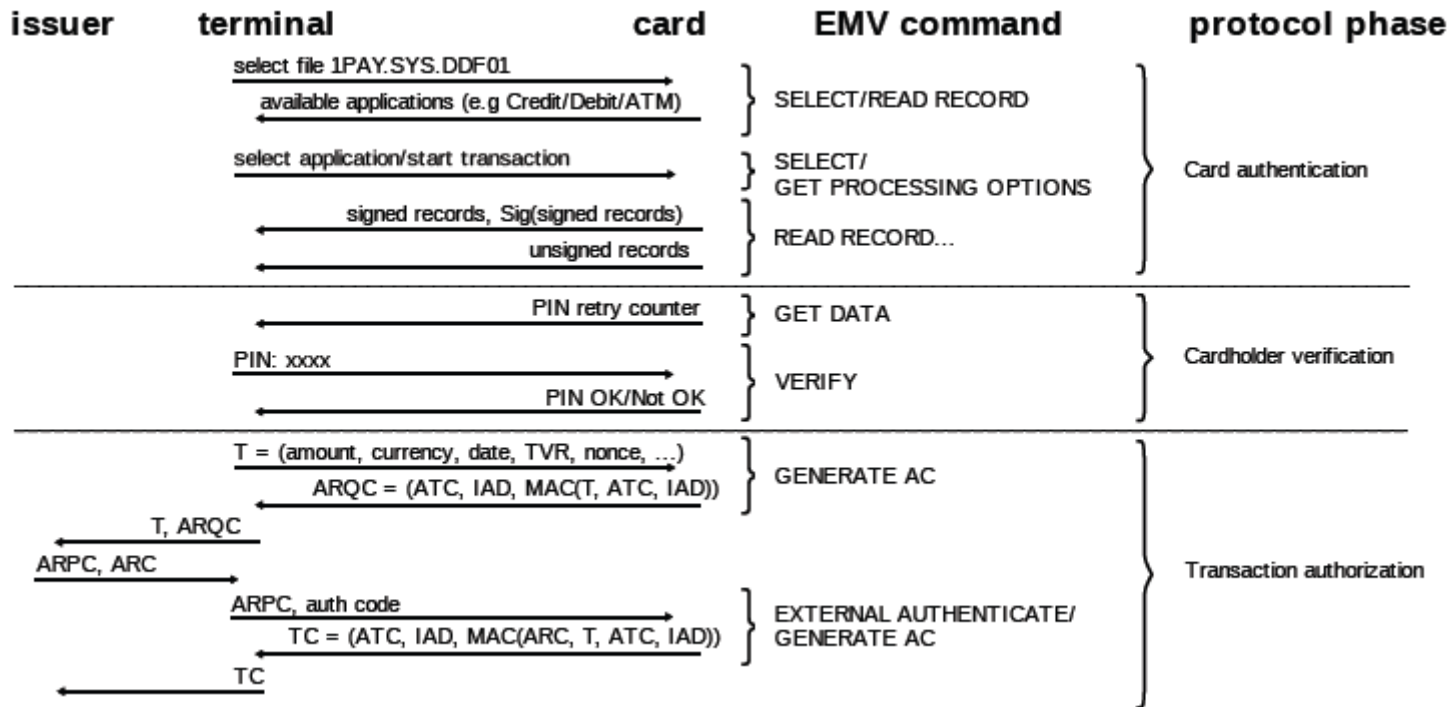 issuer terminal card EMV command protocol phase
select file 1PAY.SYS.DDF01
available applications (e.g Credit/Debit/ATM)
SELECT/READ RECORD
select application/start transaction
SELECT/
GET PROCESSING OPTIONS
Card authentication
signed records, Sig(signed records)
unsigned records
READ RECORD...
PIN retry counter
GET DATA
PIN: xxxx
PIN OK/Not OK
VERIFY
Cardholder verification
T = (amount, currency, date, TVR, nonce, ...)
ARQC = (ATC, IAD, MAC(T, ATC, IAD))
GENERATE AC
T, ARQC
ARPC, ARC
Transaction authorization
ARPC, auth code
TC = (ATC, IAD, MAC(ARC, T, ATC, IAD))
EXTERNAL AUTHENTICATE/
GENERATE AC
TC